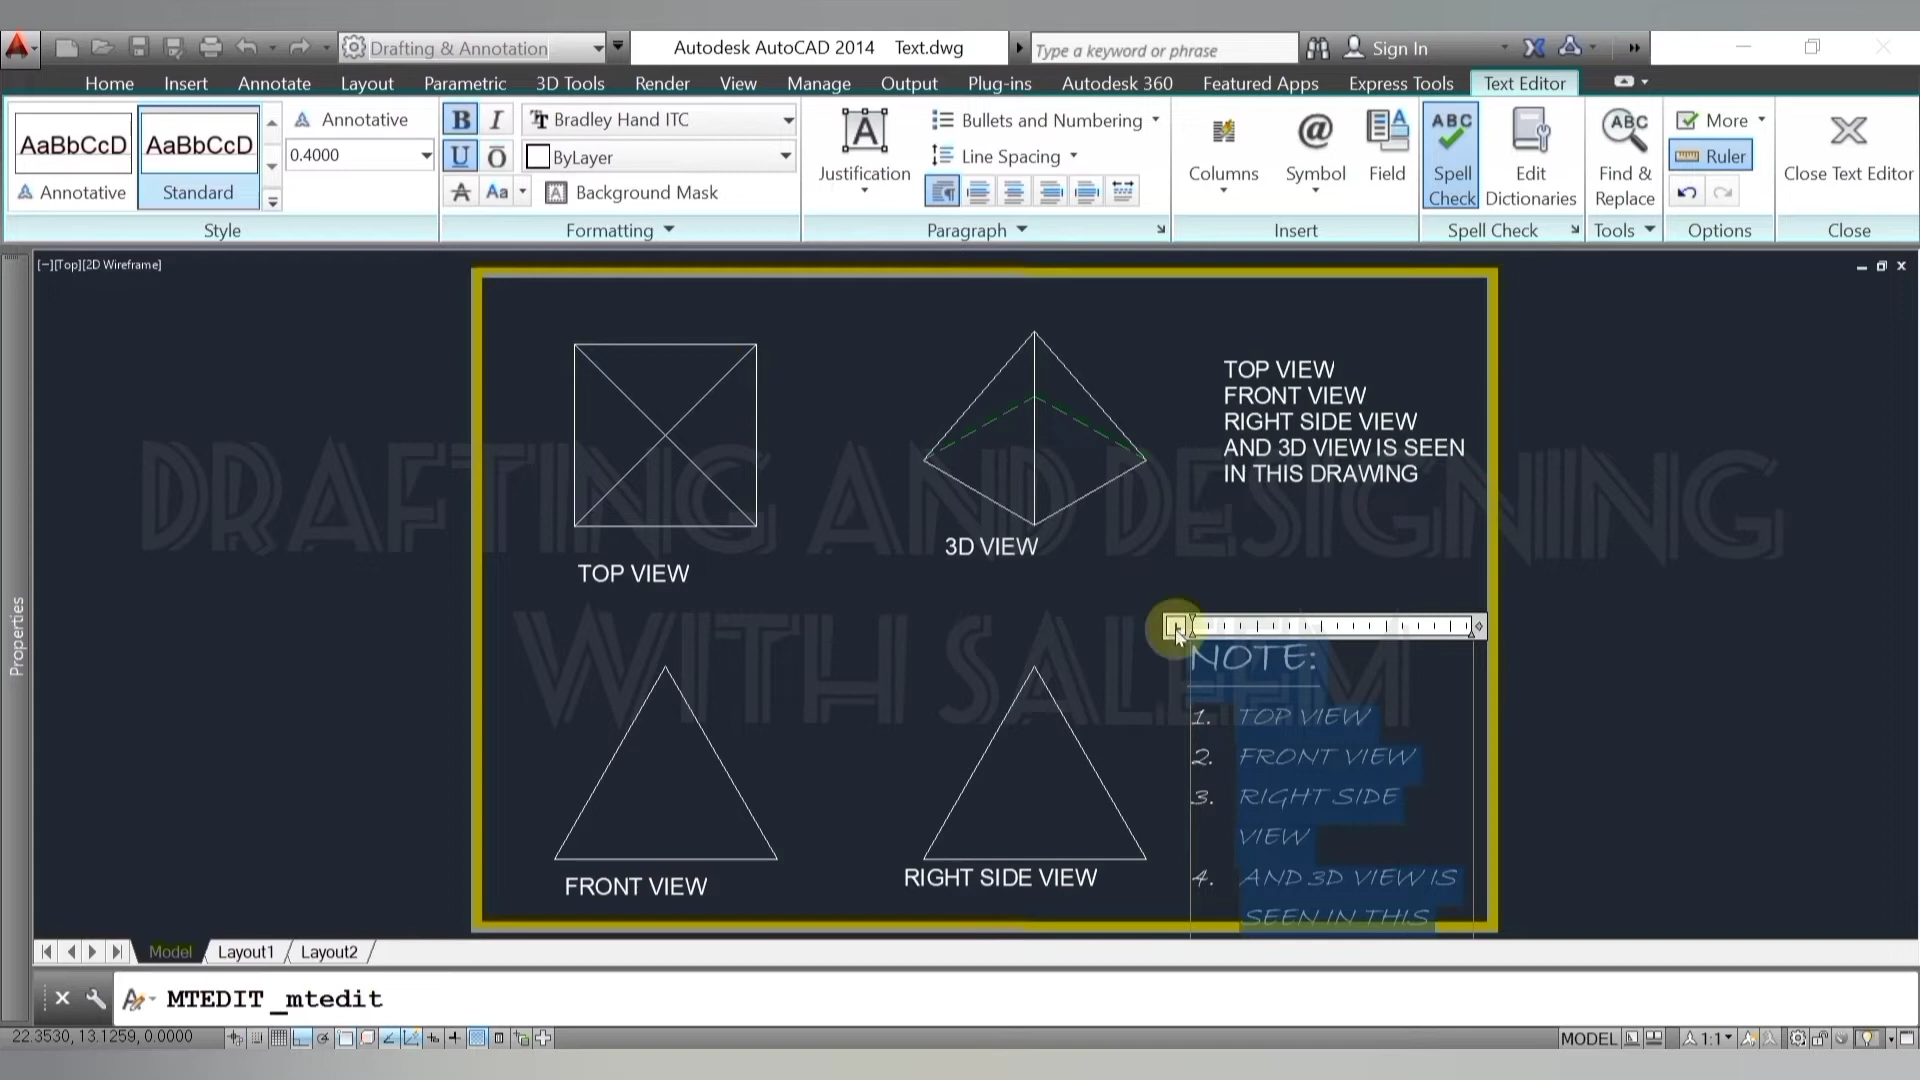 Drafting & Annotation
Autodesk AutoCAD 2014 Text.dwg
Type a keyword or phrase
Sign In
Home Insert Annotate Layout Parametric 3D Tools Render View Manage Output Plug-ins Autodesk 360 Featured Apps Express Tools Text Editor
AaBbCcD AaBbCcD
Annotative Standard
Annotative
0.4000
Style
B I Bradley Hand ITC
U O ByLayer
A Aa Background Mask
Formatting
A
Justification
Bullets and Numbering
Line Spacing
Paragraph
Columns
@
Symbol
Field
Insert
ABC
Spell Check
Edit Dictionaries
Spell Check
ABC
Find & Replace
Tools
More
Ruler
Options
Close Text Editor
Close
[−][Top][2D Wireframe]
Properties
DRAFTING AND DESIGNING
WITH SALEEM
TOP VIEW
3D VIEW
TOP VIEW
FRONT VIEW
RIGHT SIDE VIEW
AND 3D VIEW IS SEEN
IN THIS DRAWING
FRONT VIEW
RIGHT SIDE VIEW
NOTE:
1. TOP VIEW
2. FRONT VIEW
3. RIGHT SIDE
VIEW
4. AND 3D VIEW IS
SEEN IN THIS
Model Layout1 Layout2
MTEDIT _mtedit
22.3530, 13.1259, 0.0000
MODEL
1:1